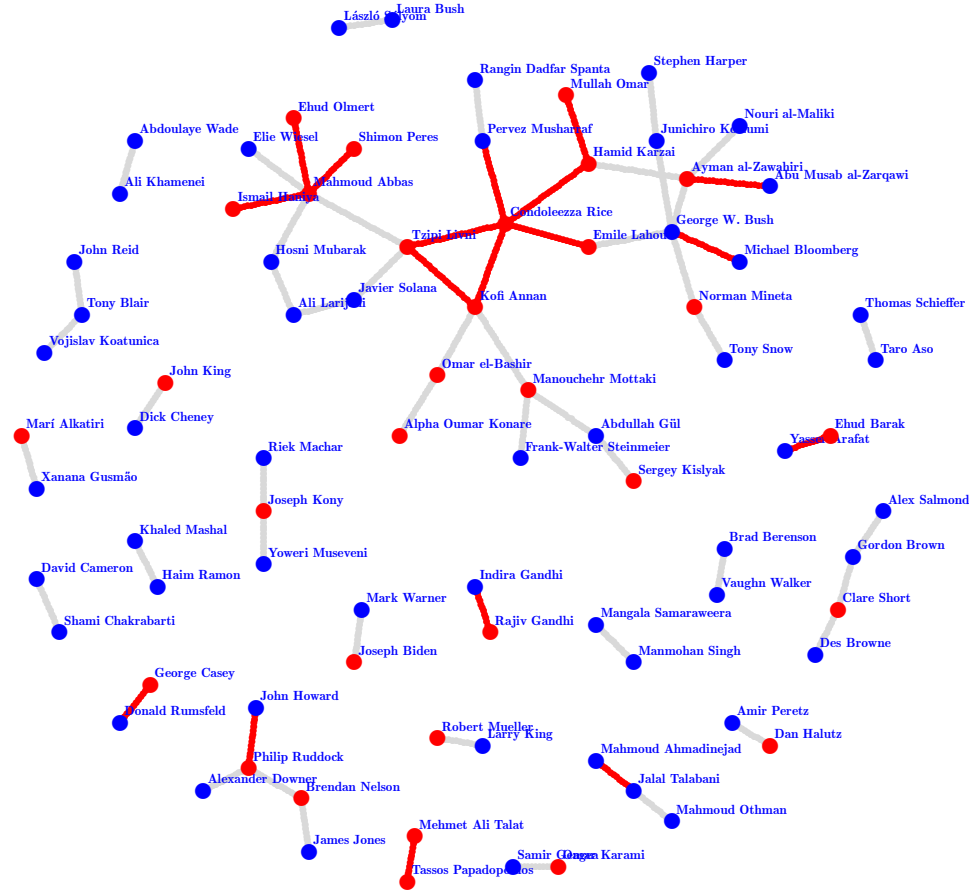 Laura Bush
László Sólyom
Stephen Harper
Rangin Dadfar Spanta
Mullah Omar
Ehud Olmert
Nouri al-Maliki
Abdoulaye Wade
Elie Wiesel
Shimon Peres
Pervez Musharraf
Junichiro Koizumi
Hamid Karzai
Ayman al-Zawahiri
Ali Khamenei
Mahmoud Abbas
Abu Musab al-Zarqawi
Ismail Haniya
Condoleezza Rice
George W. Bush
Tzipi Livni
Emile Lahoud
John Reid
Hosni Mubarak
Michael Bloomberg
Javier Solana
Kofi Annan
Norman Mineta
Tony Blair
Ali Larijani
Thomas Schieffer
Vojislav Koatunica
Tony Snow
Taro Aso
John King
Omar el-Bashir
Manouchehr Mottaki
Dick Cheney
Marí Alkatiri
Alpha Oumar Konare
Abdullah Gül
Ehud Barak
Yasser Arafat
Riek Machar
Frank-Walter Steinmeier
Xanana Gusmão
Sergey Kislyak
Joseph Kony
Alex Salmond
Khaled Mashal
Brad Berenson
Yoweri Museveni
Gordon Brown
David Cameron
Haim Ramon
Indira Gandhi
Vaughn Walker
Mark Warner
Clare Short
Shami Chakrabarti
Rajiv Gandhi
Mangala Samaraweera
Joseph Biden
Manmohan Singh
Des Browne
George Casey
John Howard
Donald Rumsfeld
Amir Peretz
Robert Mueller
Larry King
Dan Halutz
Philip Ruddock
Mahmoud Ahmadinejad
Alexander Downer
Brendan Nelson
Jalal Talabani
Mahmoud Othman
James Jones
Mehmet Ali Talat
Tassos Papadopoulos
Samir Geagea
Karami